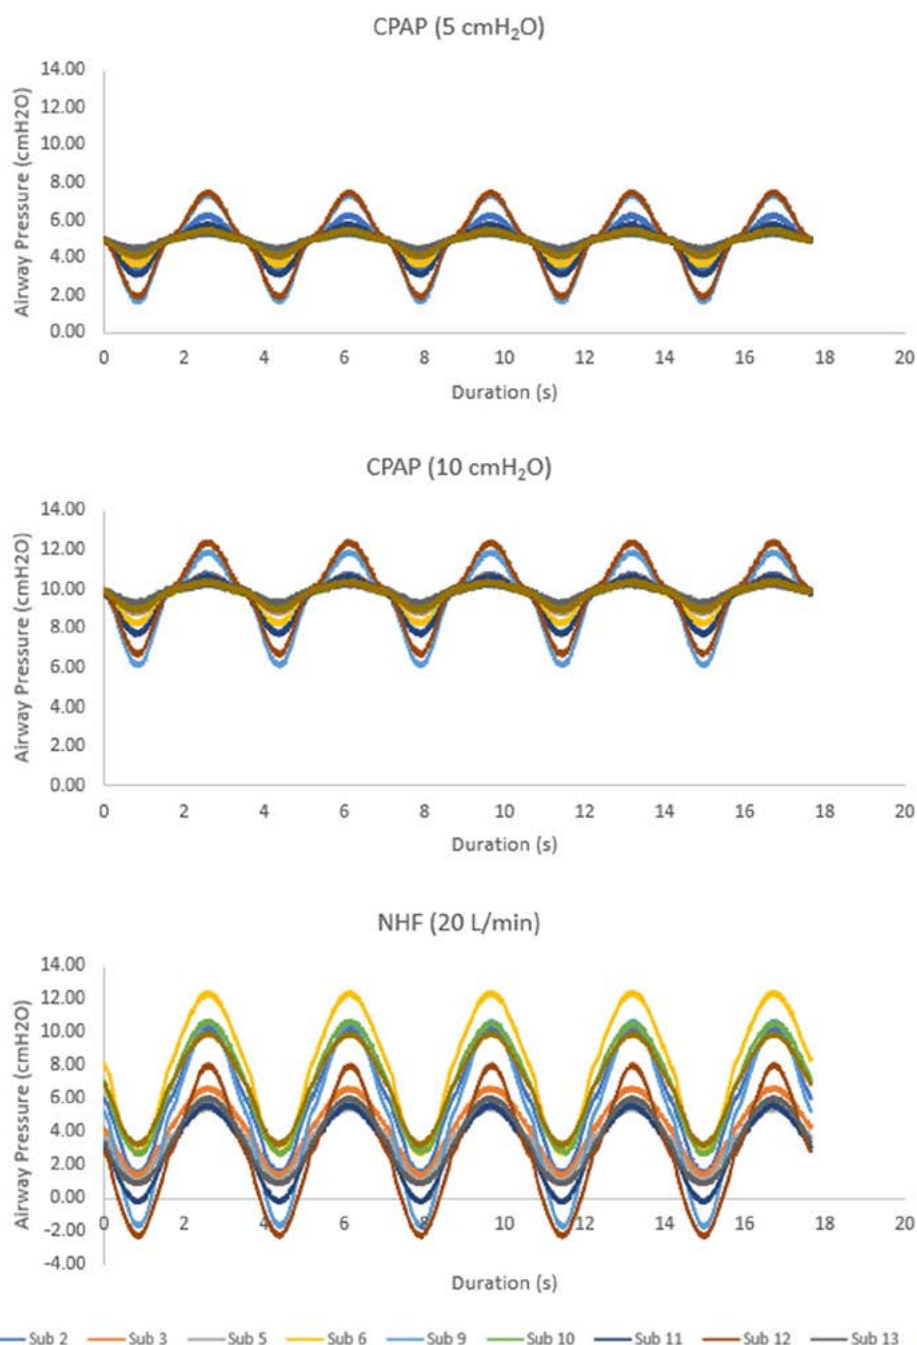 CPAP (5 cmH₂O)
14.00
12.00
10.00
8.00
6.00
4.00
2.00
0.00
Airway Pressure (cmH2O)
0 2 4 6 8 10 12 14 16 18 20
Duration (s)
CPAP (10 cmH₂O)
14.00
12.00
10.00
8.00
6.00
4.00
2.00
0.00
Airway Pressure (cmH2O)
0 2 4 6 8 10 12 14 16 18 20
Duration (s)
NHF (20 L/min)
14.00
12.00
10.00
8.00
6.00
4.00
2.00
0.00
-2.00
-4.00
Airway Pressure (cmH2O)
0 2 4 6 8 10 12 14 16 18 20
Duration (s)
Sub 2 Sub 3 Sub 5 Sub 6 Sub 9 Sub 10 Sub 11 Sub 12 Sub 13